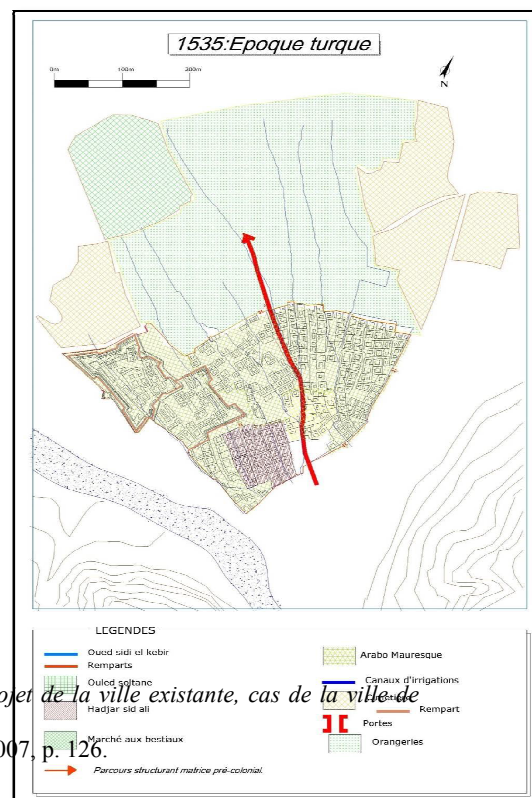 1535:Epoque turque
0m 100m 200m
N
LEGENDES
Oued sidi el kebir
Remparts
Ouled soltane
Hadjar sid ali
Marché aux bestiaux
Parcours structurant matrice pré-colonial.
Arabo Mauresque
Canaux d'irrigations
Rempart
Portes
Orangeries
ojet de la ville existante, cas de la ville de
007, p. 126.